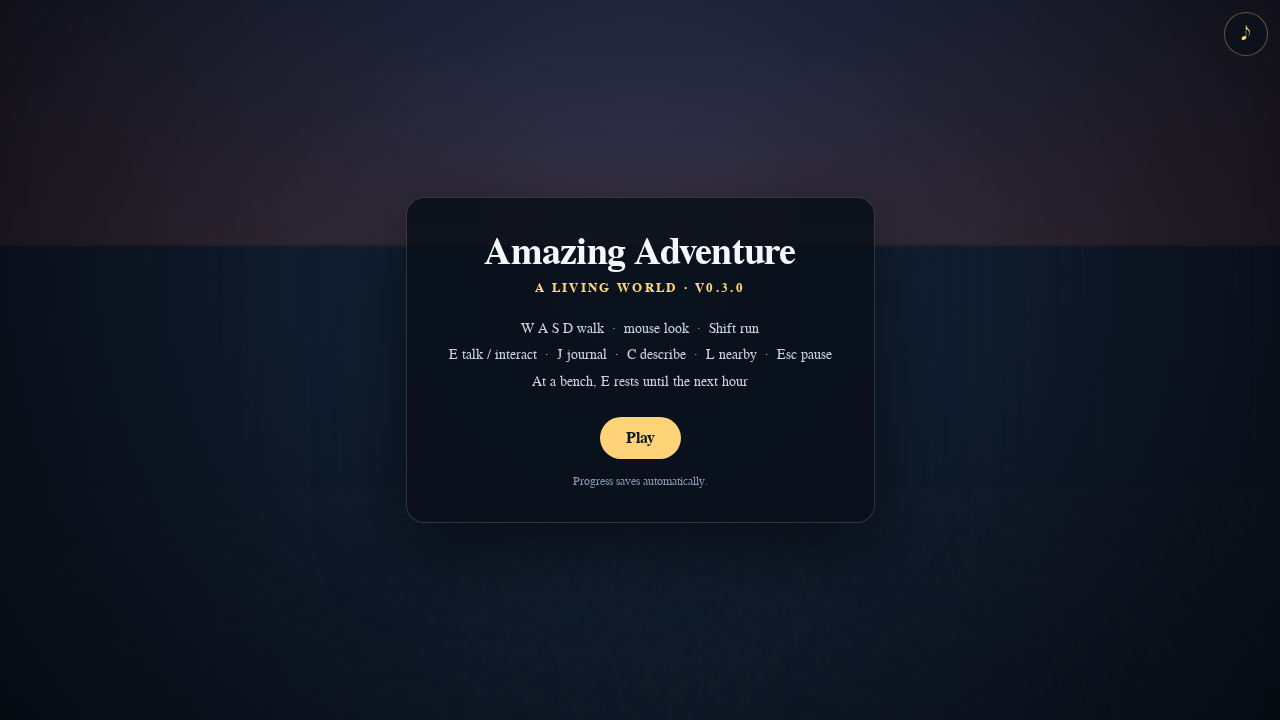 Amazing Adventure
A LIVING WORLD · V0.3.0
W A S D walk · mouse look · Shift run
E talk / interact · J journal · C describe · L nearby · Esc pause
At a bench, E rests until the next hour
Play
Progress saves automatically.